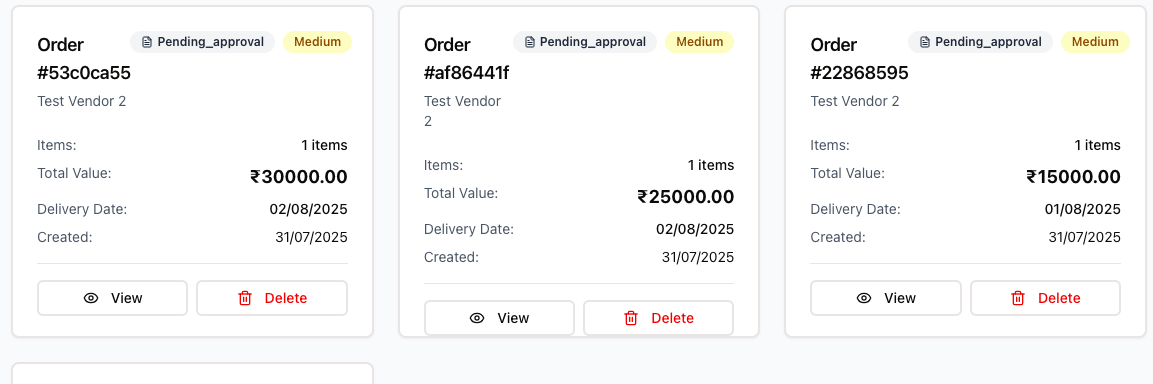 Order Pending_approval Medium
#53c0ca55
Test Vendor 2
Items: 1 items
Total Value: ₹30000.00
Delivery Date: 02/08/2025
Created: 31/07/2025
View Delete
Order Pending_approval Medium
#af86441f
Test Vendor
2
Items: 1 items
Total Value: ₹25000.00
Delivery Date: 02/08/2025
Created: 31/07/2025
View Delete
Order Pending_approval Medium
#22868595
Test Vendor 2
Items: 1 items
Total Value: ₹15000.00
Delivery Date: 01/08/2025
Created: 31/07/2025
View Delete